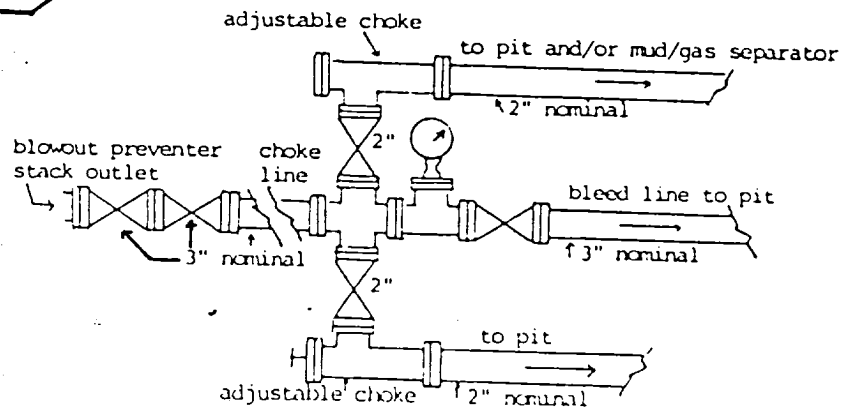 adjustable choke
to pit and/or mud/gas separator
2" nominal
2"
blowout preventer
stack outlet
choke
line
bleed line to pit
3" nominal
3" nominal
2"
to pit
adjustable choke
2" nominal